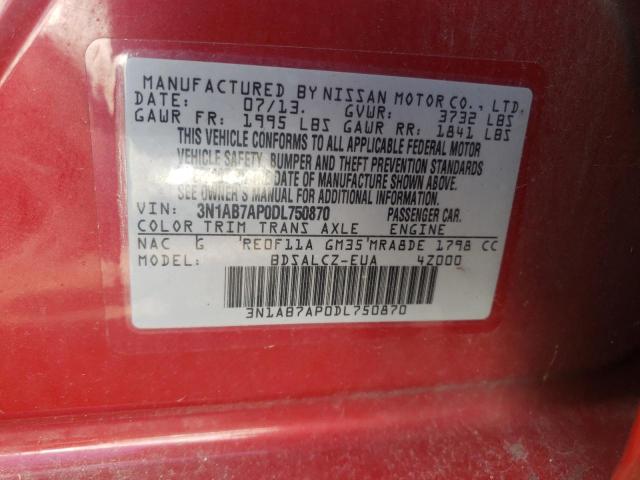 MANUFACTURED BY NISSAN MOTOR CO., LTD.
DATE: 07/13. GVWR: 3732 LBS
GAWR FR: 1995 LBS GAWR RR: 1841 LBS
THIS VEHICLE CONFORMS TO ALL APPLICABLE FEDERAL MOTOR
VEHICLE SAFETY, BUMPER AND THEFT PREVENTION STANDARDS
THE DATE OF MANUFACTURE SHOWN ABOVE.
SEE OWNER'S MANUAL FOR ADDITIONAL INFORMATION.
VIN: 3N1AB7AP0DL750870 PASSENGER CAR.
COLOR TRIM TRANS AXLE ENGINE
NAC G RE0F11A GM35 MRA8DE 1798 CC
MODEL: BDSALCZ-EUA 4Z000
3N1AB7AP0DL750870